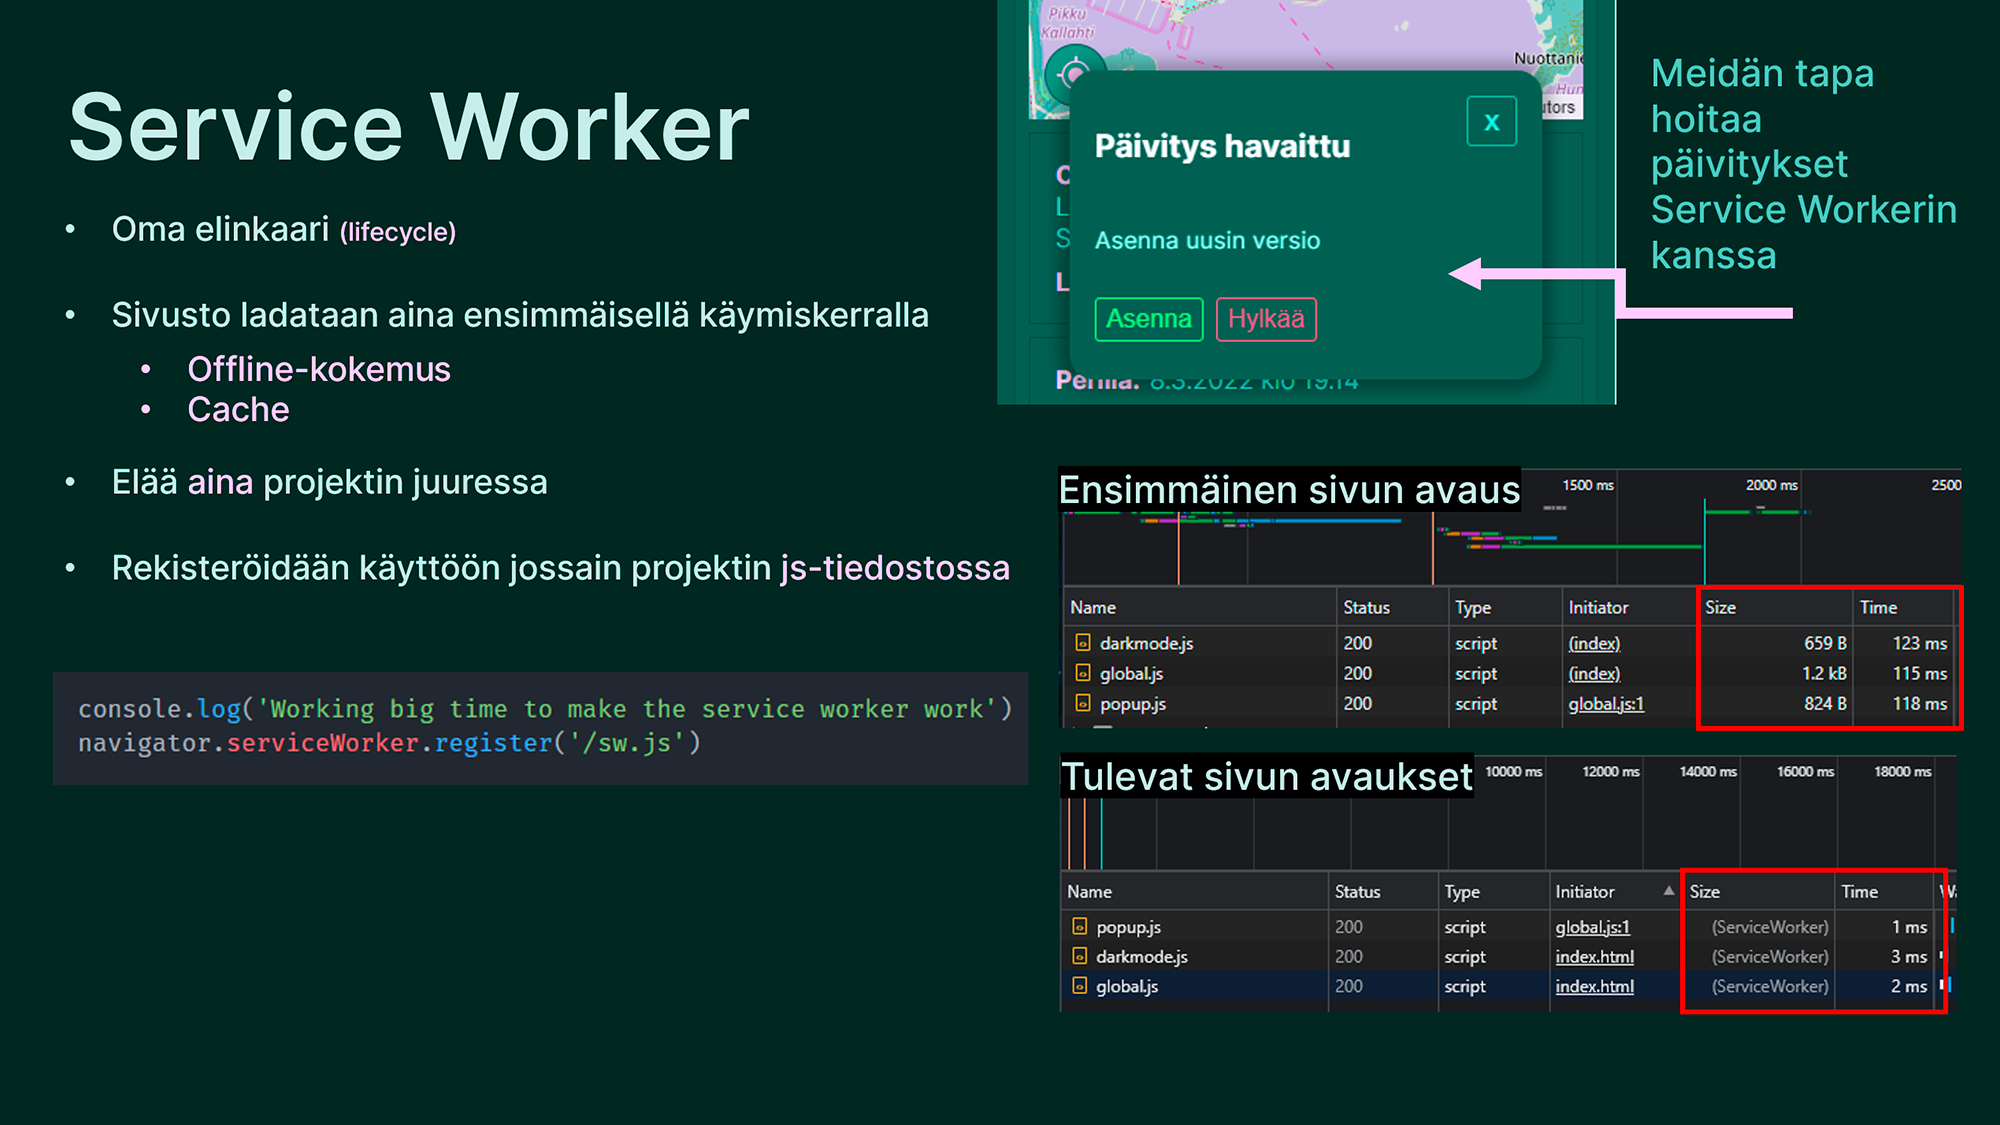 Service Worker
• Oma elinkaari (lifecycle)
• Sivusto ladataan aina ensimmäisellä käymiskerralla
• Offline-kokemus
• Cache
• Elää aina projektin juuressa
• Rekisteröidään käyttöön jossain projektin js-tiedostossa
console.log('Working big time to make the service worker work')
navigator.serviceWorker.register('/sw.js')
Pikku
Kallahti
Nuottanie
Hun
utors
Päivitys havaittu
x
Asenna uusin versio
Asenna Hylkää
L
S
L
Perillä: 8.3.2022 klo 19.14
Meidän tapa
hoitaa
päivitykset
Service Workerin
kanssa
Ensimmäinen sivun avaus
1500 ms 2000 ms 2500
Name Status Type Initiator Size Time
darkmode.js 200 script (index) 659 B 123 ms
global.js 200 script (index) 1.2 kB 115 ms
popup.js 200 script global.js:1 824 B 118 ms
Tulevat sivun avaukset
10000 ms 12000 ms 14000 ms 16000 ms 18000 ms
Name Status Type Initiator ▲ Size Time Wa
popup.js 200 script global.js:1 (ServiceWorker) 1 ms
darkmode.js 200 script index.html (ServiceWorker) 3 ms
global.js 200 script index.html (ServiceWorker) 2 ms